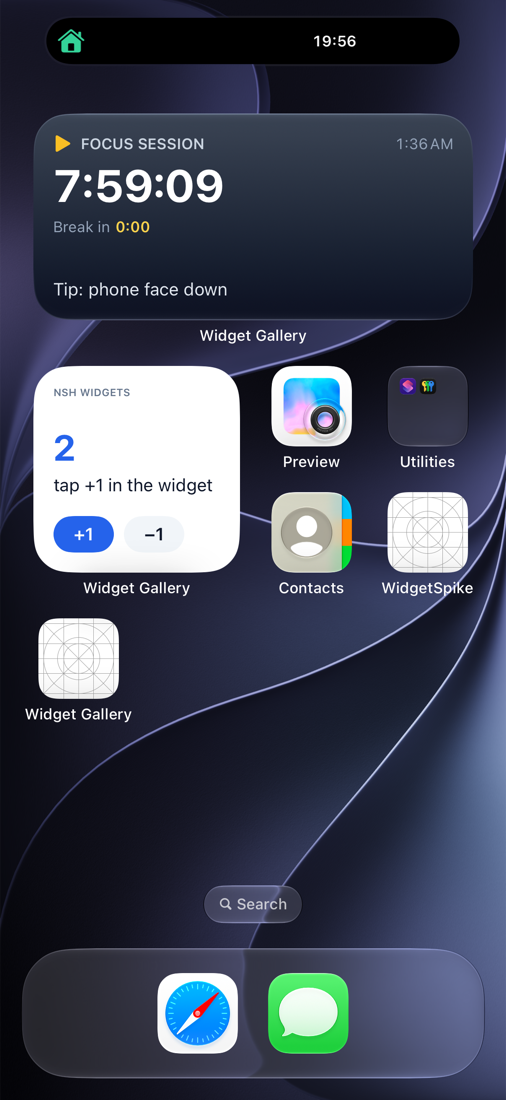 19:56
FOCUS SESSION 1:36 AM
7:59:09
Break in 0:00
Tip: phone face down
Widget Gallery
NSH WIDGETS
2
tap +1 in the widget
+1 −1
Widget Gallery
Preview
Utilities
Contacts
WidgetSpike
Widget Gallery
Search